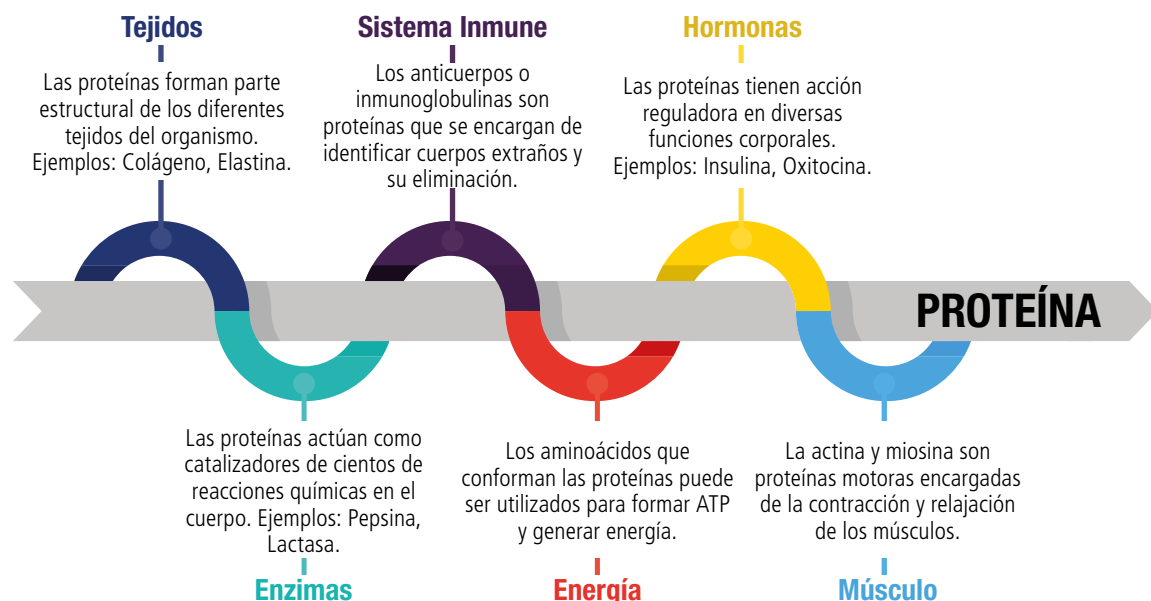 Tejidos
Las proteínas forman parte
estructural de los diferentes
tejidos del organismo.
Ejemplos: Colágeno, Elastina.
Sistema Inmune
Los anticuerpos o
inmunoglobulinas son
proteínas que se encargan de
identificar cuerpos extraños y
su eliminación.
Hormonas
Las proteínas tienen acción
reguladora en diversas
funciones corporales.
Ejemplos: Insulina, Oxitocina.
PROTEÍNA
Las proteínas actúan como
catalizadores de cientos de
reacciones químicas en el
cuerpo. Ejemplos: Pepsina,
Lactasa.
Enzimas
Los aminoácidos que
conforman las proteínas puede
ser utilizados para formar ATP
y generar energía.
Energía
La actina y miosina son
proteínas motoras encargadas
de la contracción y relajación
de los músculos.
Músculo